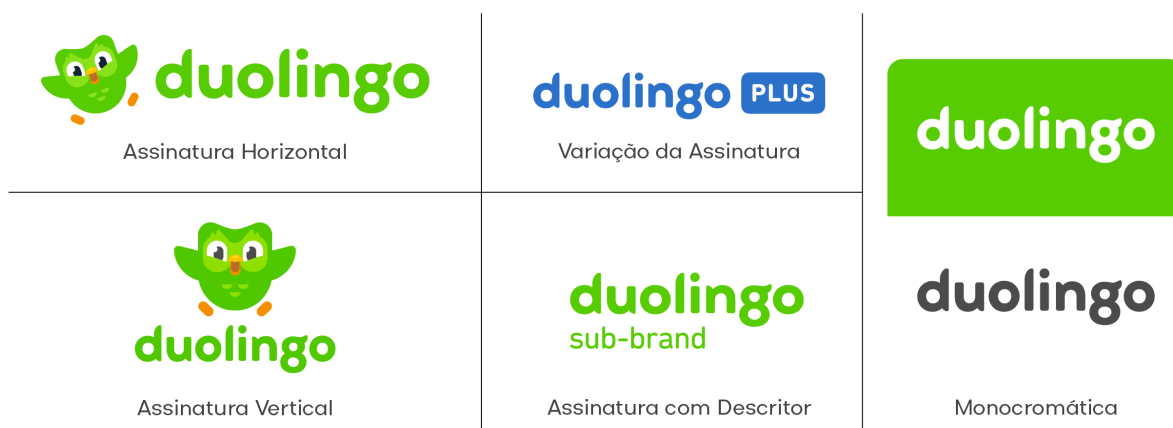 duolingo
Assinatura Horizontal
duolingo PLUS
Variação da Assinatura
duolingo
Assinatura Vertical
duolingo
sub-brand
Assinatura com Descritor
duolingo
duolingo
Monocromática